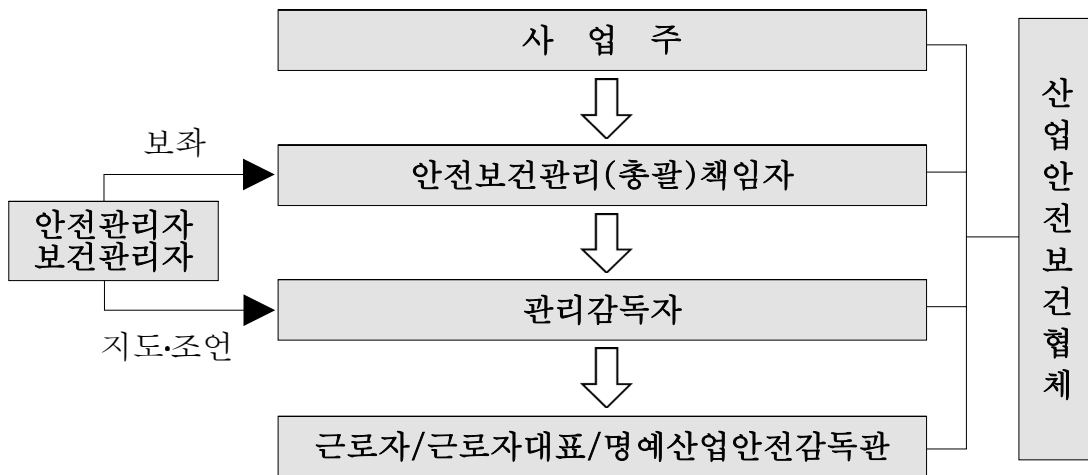 사 업 주
보좌
안전보건관리(총괄)책임자
안전관리자
보건관리자
관리감독자
지도·조언
근로자/근로자대표/명예산업안전감독관
산업안전보건협체